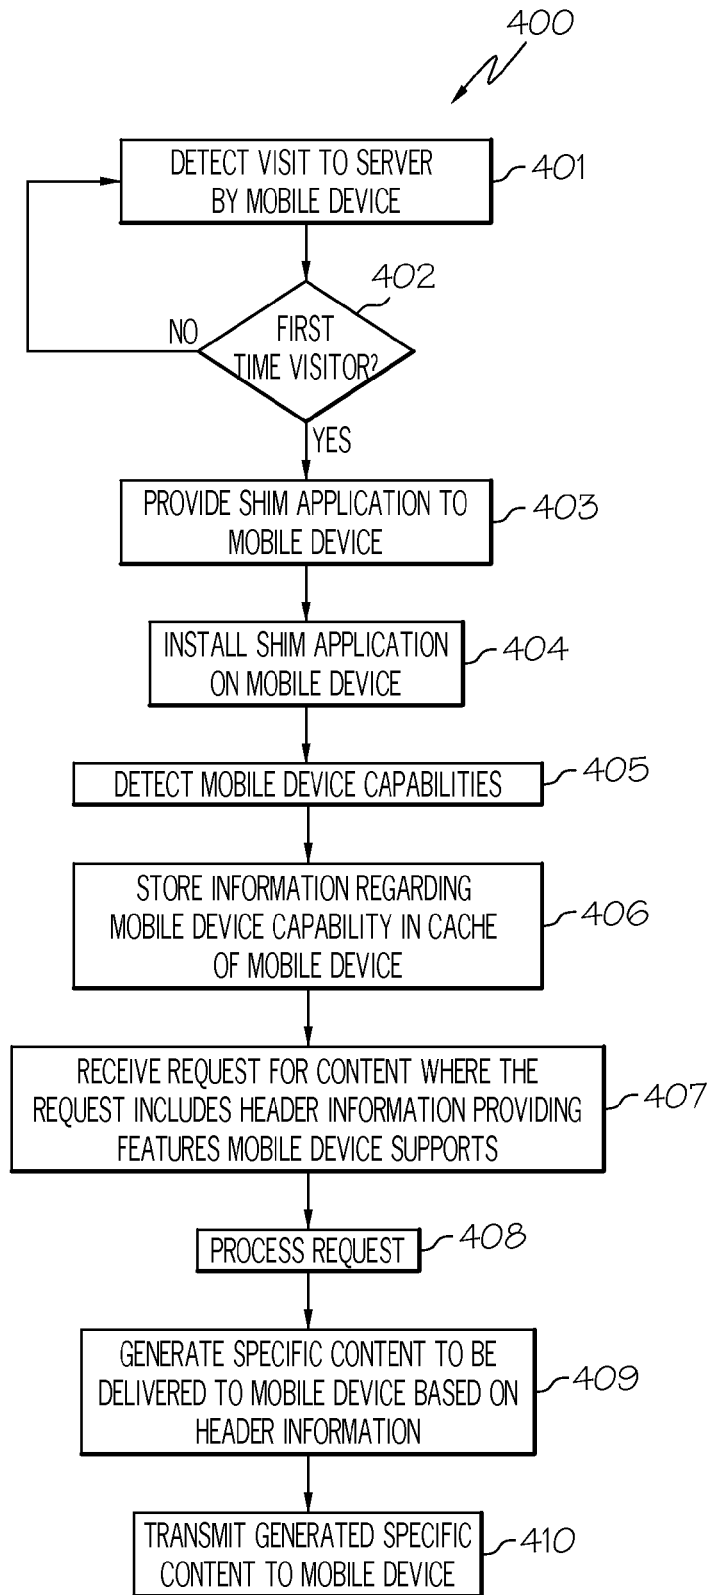 400
DETECT VISIT TO SERVER
BY MOBILE DEVICE
401
402
FIRST
TIME VISITOR?
NO
YES
PROVIDE SHIM APPLICATION TO
MOBILE DEVICE
403
INSTALL SHIM APPLICATION
ON MOBILE DEVICE
404
DETECT MOBILE DEVICE CAPABILITIES
405
STORE INFORMATION REGARDING
MOBILE DEVICE CAPABILITY IN CACHE
OF MOBILE DEVICE
406
RECEIVE REQUEST FOR CONTENT WHERE THE
REQUEST INCLUDES HEADER INFORMATION PROVIDING
FEATURES MOBILE DEVICE SUPPORTS
407
PROCESS REQUEST
408
GENERATE SPECIFIC CONTENT TO BE
DELIVERED TO MOBILE DEVICE BASED ON
HEADER INFORMATION
409
TRANSMIT GENERATED SPECIFIC
CONTENT TO MOBILE DEVICE
410